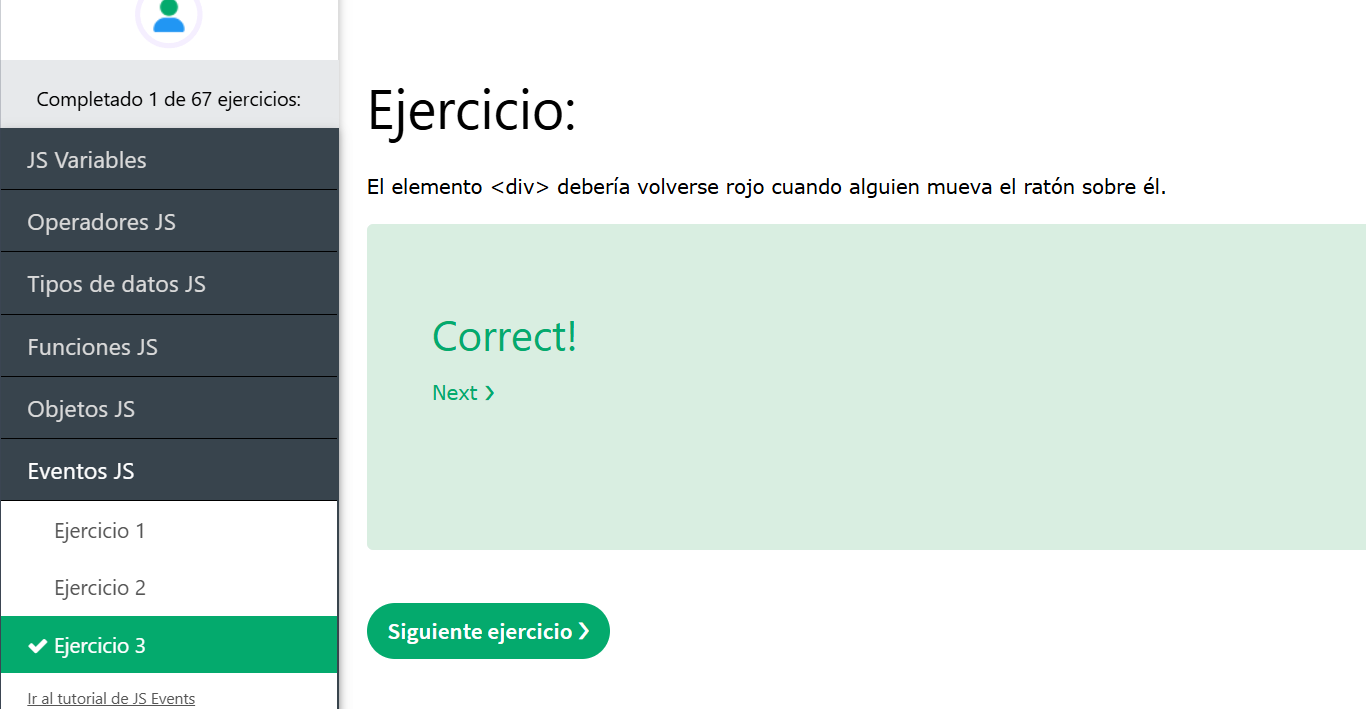 Completado 1 de 67 ejercicios:
JS Variables
Operadores JS
Tipos de datos JS
Funciones JS
Objetos JS
Eventos JS
Ejercicio 1
Ejercicio 2
Ejercicio 3
Ir al tutorial de JS Events
Ejercicio:
El elemento <div> debería volverse rojo cuando alguien mueva el ratón sobre él.
Correct!
Next ❯
Siguiente ejercicio ❯